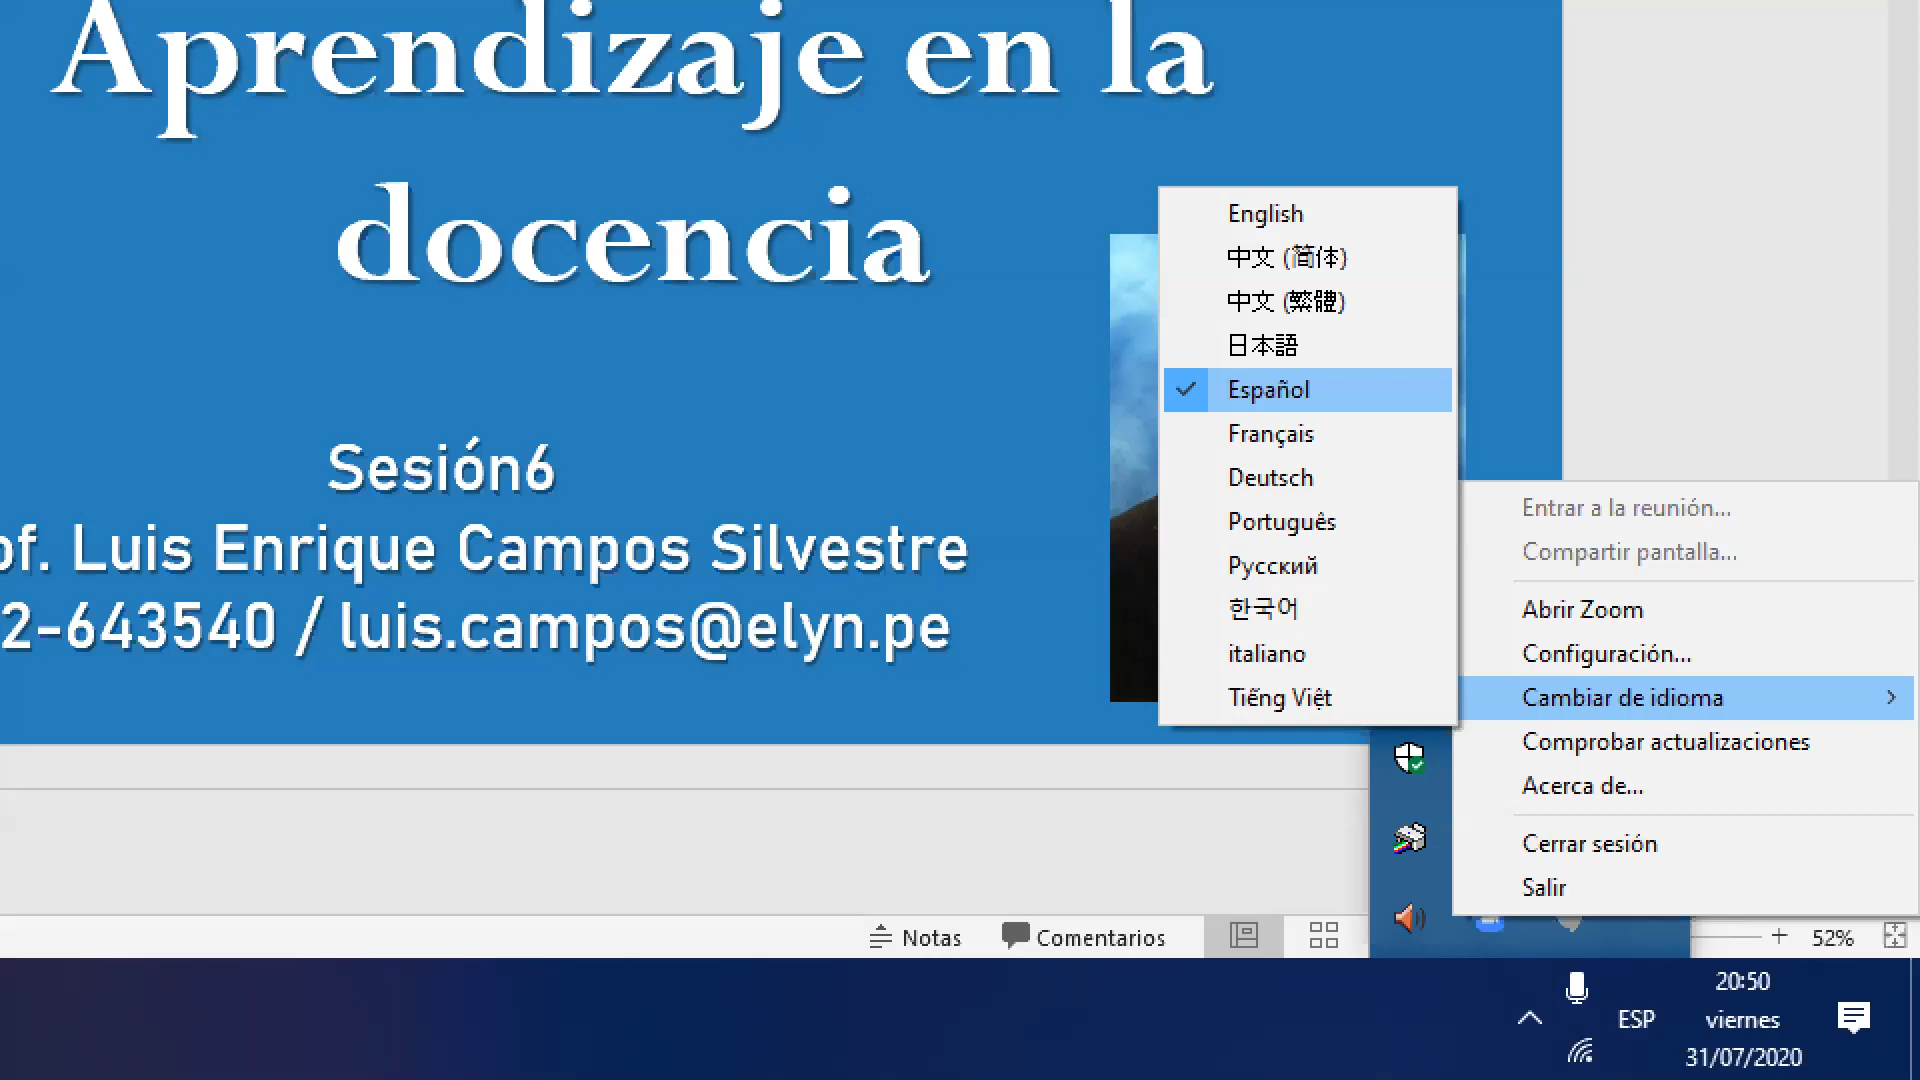 Aprendizaje en la
docencia
Sesión6
of. Luis Enrique Campos Silvestre
2-643540 / luis.campos@elyn.pe
English
中文 (简体)
中文 (繁體)
日本語
Español
Français
Deutsch
Português
Русский
한국어
italiano
Tiếng Việt
Entrar a la reunión...
Compartir pantalla...
Abrir Zoom
Configuración...
Cambiar de idioma
Comprobar actualizaciones
Acerca de...
Cerrar sesión
Salir
Notas
Comentarios
52%
20:50
ESP
viernes
31/07/2020